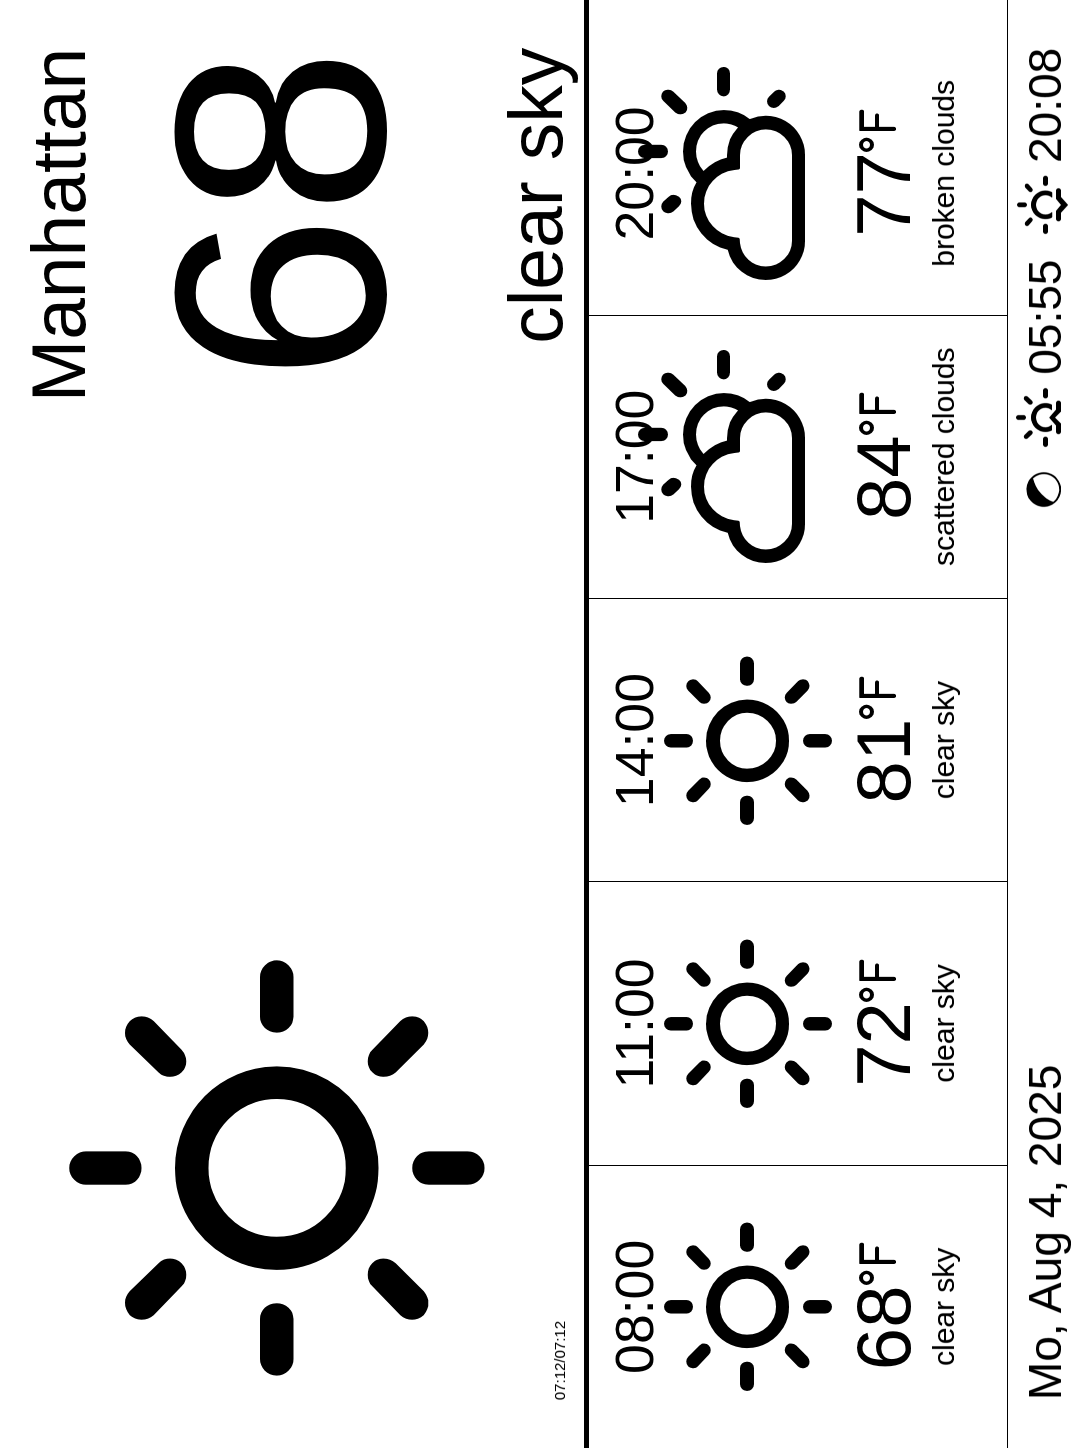 Manhattan
68
clear sky
07:12/07:12
08:00
68°F
clear sky
11:00
72°F
clear sky
14:00
81°F
clear sky
17:00
84°F
scattered clouds
20:00
77°F
broken clouds
Mo, Aug 4, 2025
05:55
20:08